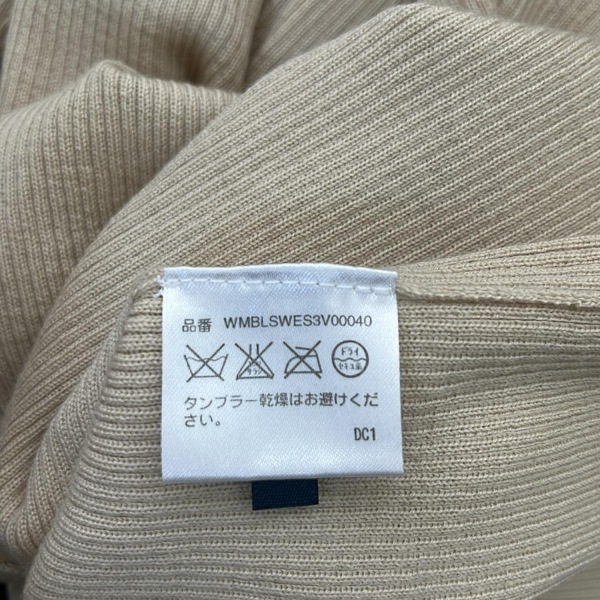 品番 WMBLSWES3V00040
ドライ
セキユ系
タンブラー乾燥はお避けくだ
さい。
DC1